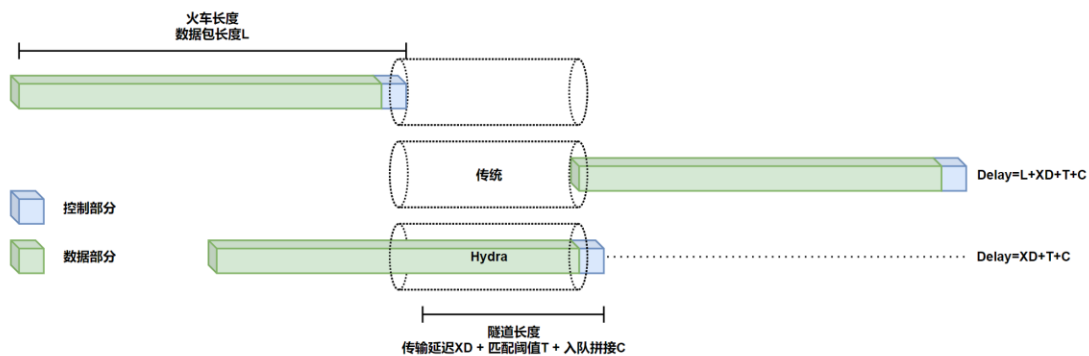 火车长度
数据包长度L
传统
Delay=L+XD+T+C
控制部分
数据部分
Hydra
Delay=XD+T+C
隧道长度
传输延迟XD + 匹配阈值T + 入队拼接C